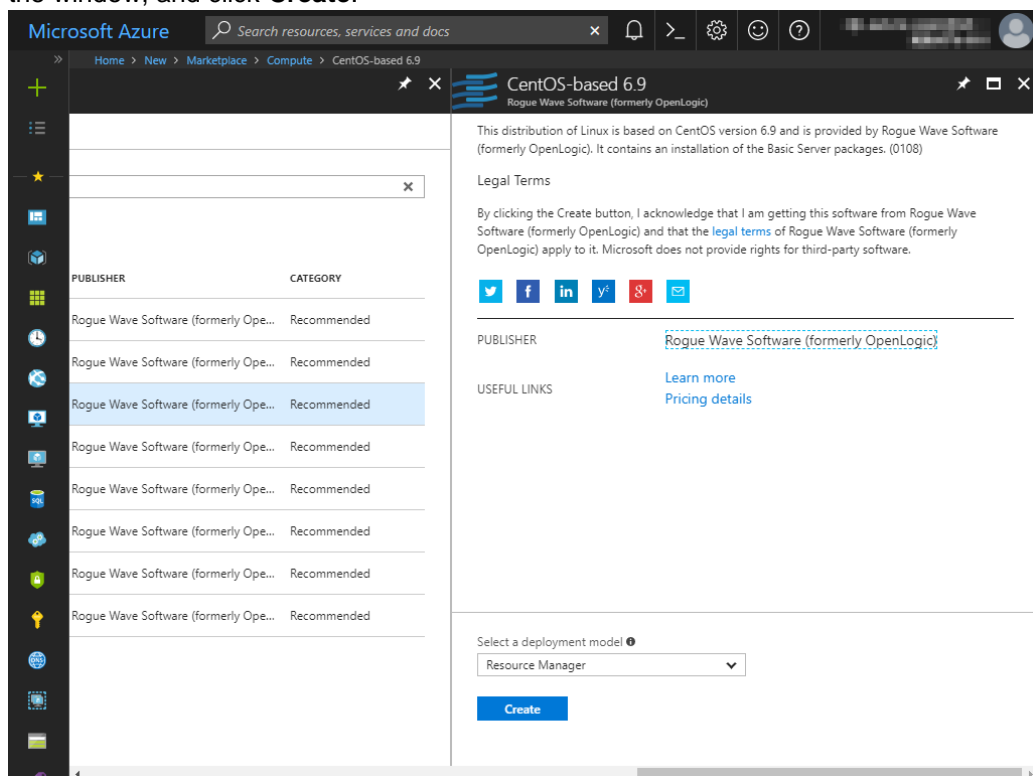 the window, and click Create.
Microsoft Azure
Search resources, services and docs
Home > New > Marketplace > Compute > CentOS-based 6.9
CentOS-based 6.9
Rogue Wave Software (formerly OpenLogic)
This distribution of Linux is based on CentOS version 6.9 and is provided by Rogue Wave Software
(formerly OpenLogic). It contains an installation of the Basic Server packages. (0108)
Legal Terms
By clicking the Create button, I acknowledge that I am getting this software from Rogue Wave
Software (formerly OpenLogic) and that the legal terms of Rogue Wave Software (formerly
OpenLogic) apply to it. Microsoft does not provide rights for third-party software.
PUBLISHER CATEGORY
Rogue Wave Software (formerly Ope... Recommended
Rogue Wave Software (formerly Ope... Recommended
Rogue Wave Software (formerly Ope... Recommended
Rogue Wave Software (formerly Ope... Recommended
Rogue Wave Software (formerly Ope... Recommended
Rogue Wave Software (formerly Ope... Recommended
Rogue Wave Software (formerly Ope... Recommended
Rogue Wave Software (formerly Ope... Recommended
PUBLISHER Rogue Wave Software (formerly OpenLogic)
USEFUL LINKS
Learn more
Pricing details
Select a deployment model
Resource Manager
Create
SQL
DNS